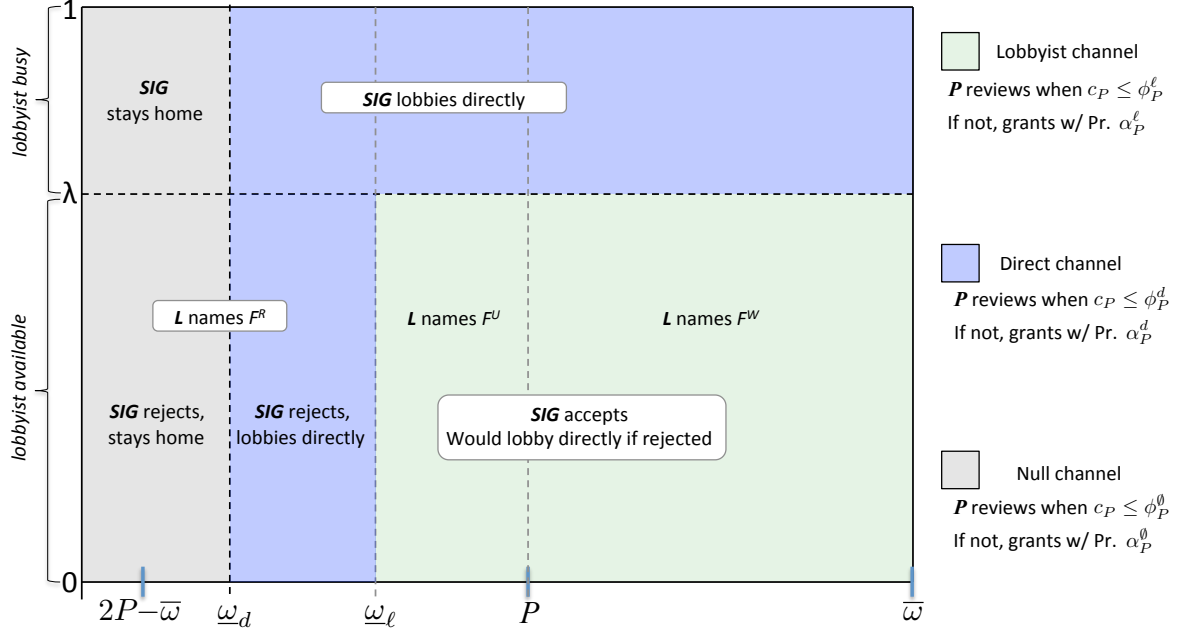 1
lobbyist busy
SIG
stays home
SIG lobbies directly
λ
lobbyist available
L names F^R
L names F^U
L names F^W
SIG rejects,
stays home
SIG rejects,
lobbies directly
SIG accepts
Would lobby directly if rejected
0
2P−ω̅
ω̲_d
ω̲_ℓ
P
ω̅
Lobbyist channel
P reviews when c_P ≤ ϕ_P^ℓ
If not, grants w/ Pr. α_P^ℓ
Direct channel
P reviews when c_P ≤ ϕ_P^d
If not, grants w/ Pr. α_P^d
Null channel
P reviews when c_P ≤ ϕ_P^∅
If not, grants w/ Pr. α_P^∅